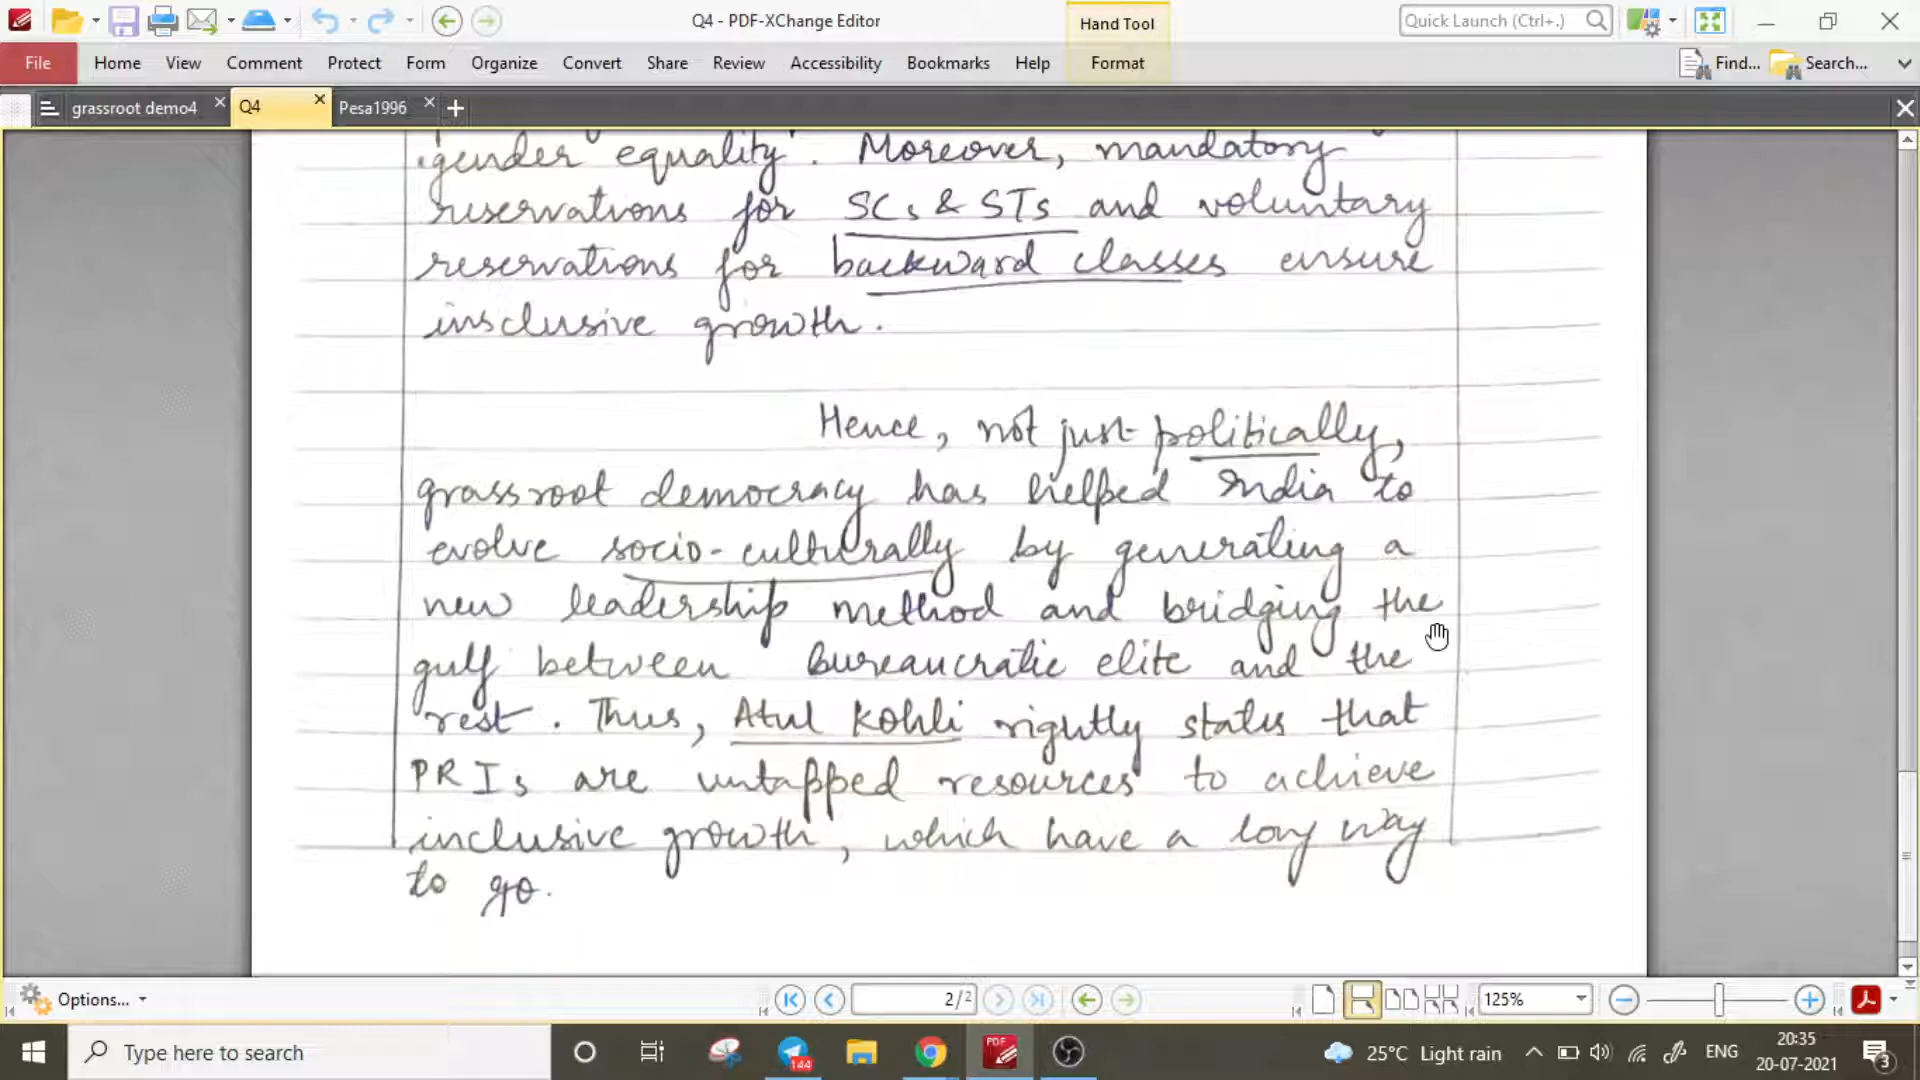 Q4 - PDF-XChange Editor
Hand Tool
Quick Launch (Ctrl+.)
File Home View Comment Protect Form Organize Convert Share Review Accessibility Bookmarks Help Format
Find... Search...
grassroot demo4 Q4 Pesa1996
gender equality'. Moreover, mandatory
reservations for SCs & STs and voluntary
reservations for backward classes ensure
insclusive growth.
Hence, not just politically,
grassroot democracy has helped India to
evolve socio-culturally by generating a
new leadership method and bridging the
gulf between bureaucratic elite and the
rest. Thus, Atul Kohli rightly states that
PRIs are untapped resources to achieve
inclusive growth, which have a long way
to go.
Options...
2/2
125%
Type here to search
PDF
144
25°C Light rain
ENG
20:35
20-07-2021
3